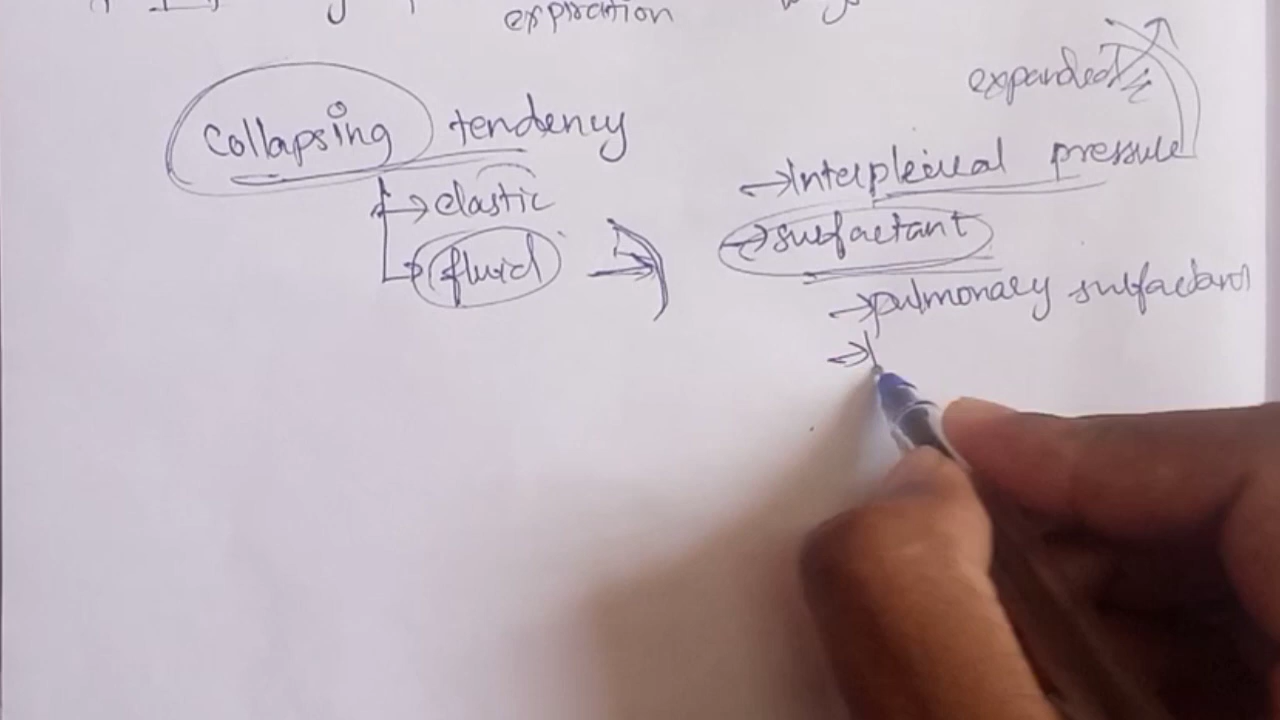 expiration
expanded
Collapsing tendency
→Interpleural pressure
→elastic
→surfactant
→fluid
→pulmonary surfactant
→